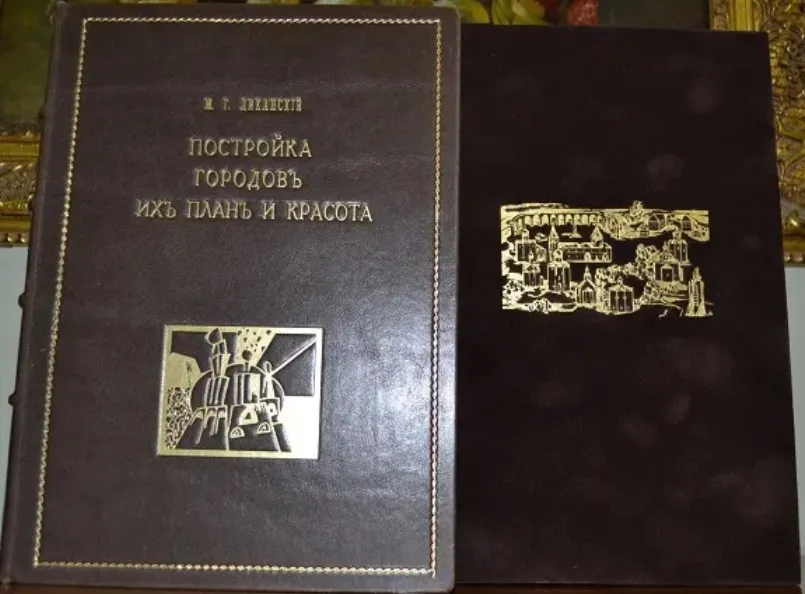 М. Г. ДИКАНСКІЙ
ПОСТРОЙКА
ГОРОДОВЪ
ИХЪ ПЛАНЪ И КРАСОТА